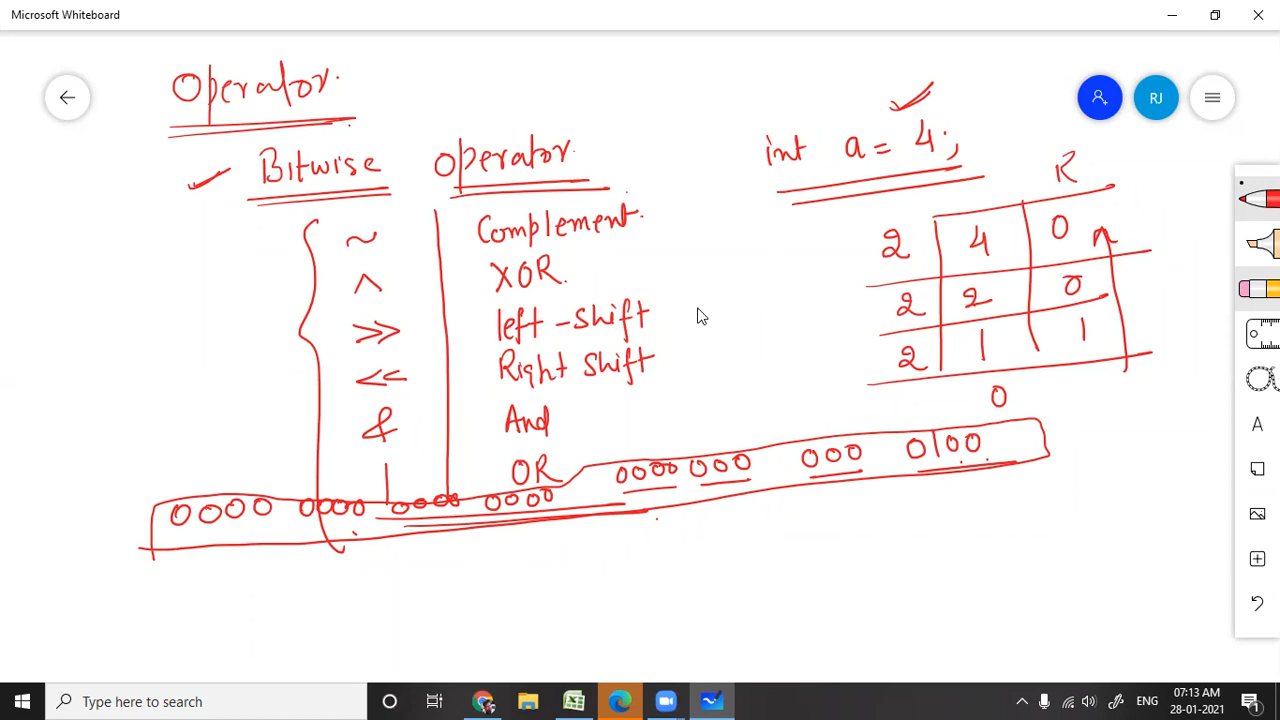 Microsoft Whiteboard
Operator.
Bitwise Operator.
int a = 4;
RJ
~ Complement.
^ XOR.
>> left - Shift
<< Right Shift
& And
| OR
R
2 4 0
2 2 0
2 1 1
0
0000 0000 0000 0000 0000 000 000 0100
A
Type here to search
ENG
07:13 AM
28-01-2021
1